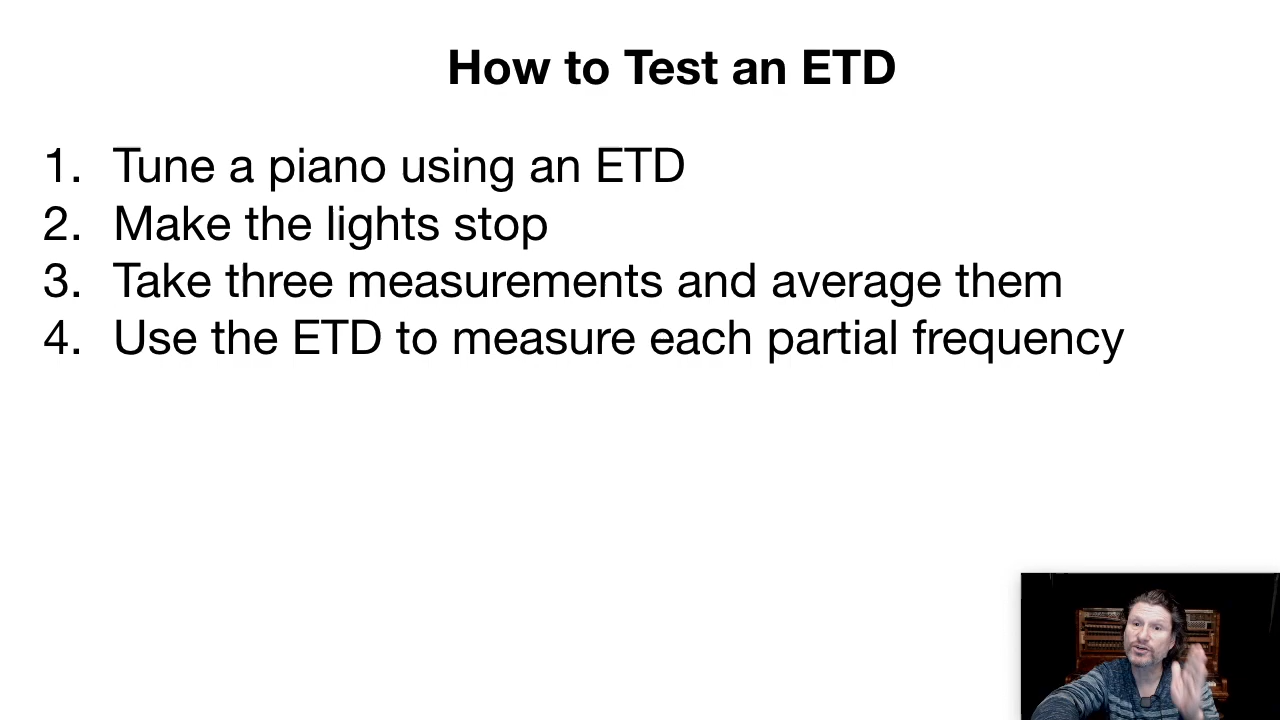 How to Test an ETD
1. Tune a piano using an ETD
2. Make the lights stop
3. Take three measurements and average them
4. Use the ETD to measure each partial frequency